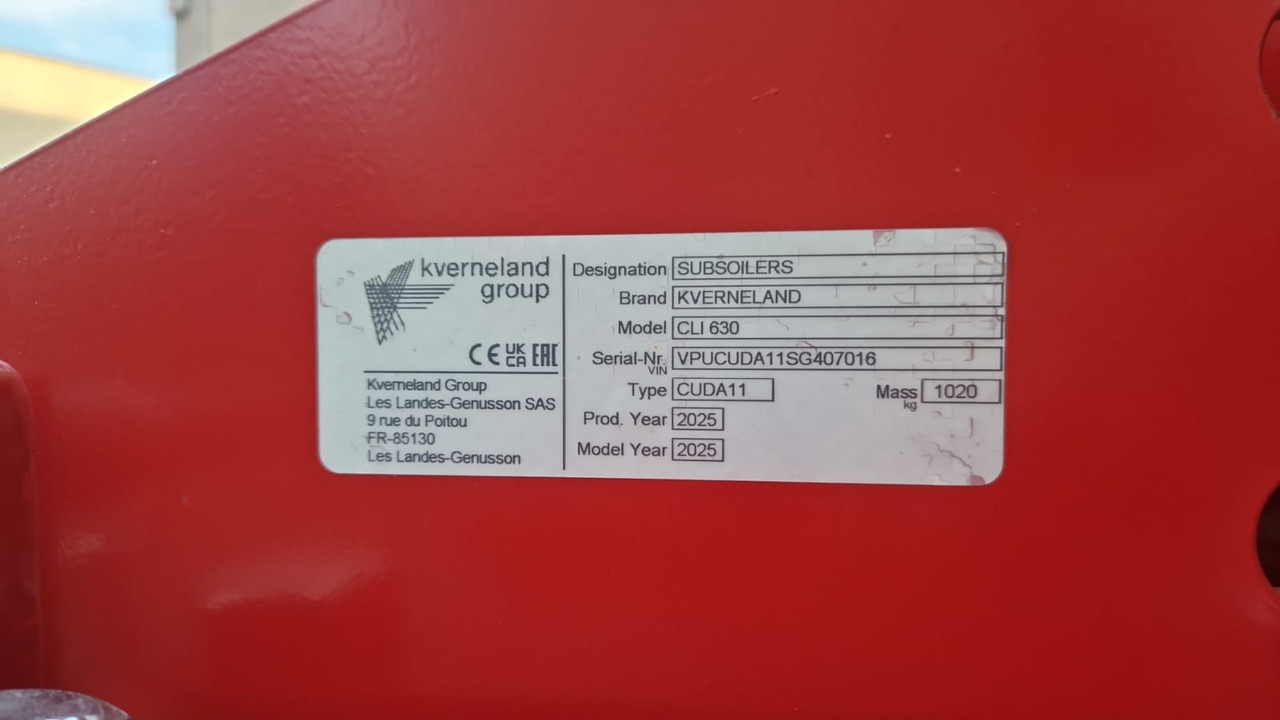 kverneland
group
CE UK CA EAC
Kverneland Group
Les Landes-Genusson SAS
9 rue du Poitou
FR-85130
Les Landes-Genusson
Designation SUBSOILERS
Brand KVERNELAND
Model CLI 630
Serial-Nr. VPUCUDA11SG407016
VIN
Type CUDA11 Mass 1020
kg
Prod. Year 2025
Model Year 2025